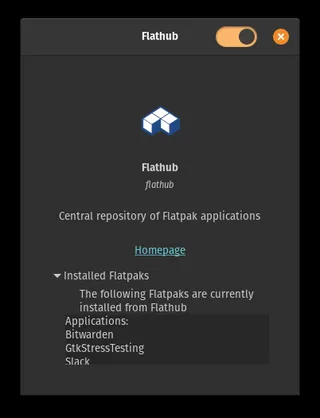 Flathub
Flathub
flathub
Central repository of Flatpak applications
Homepage
Installed Flatpaks
The following Flatpaks are currently
installed from Flathub
Applications:
Bitwarden
GtkStressTesting
Slack